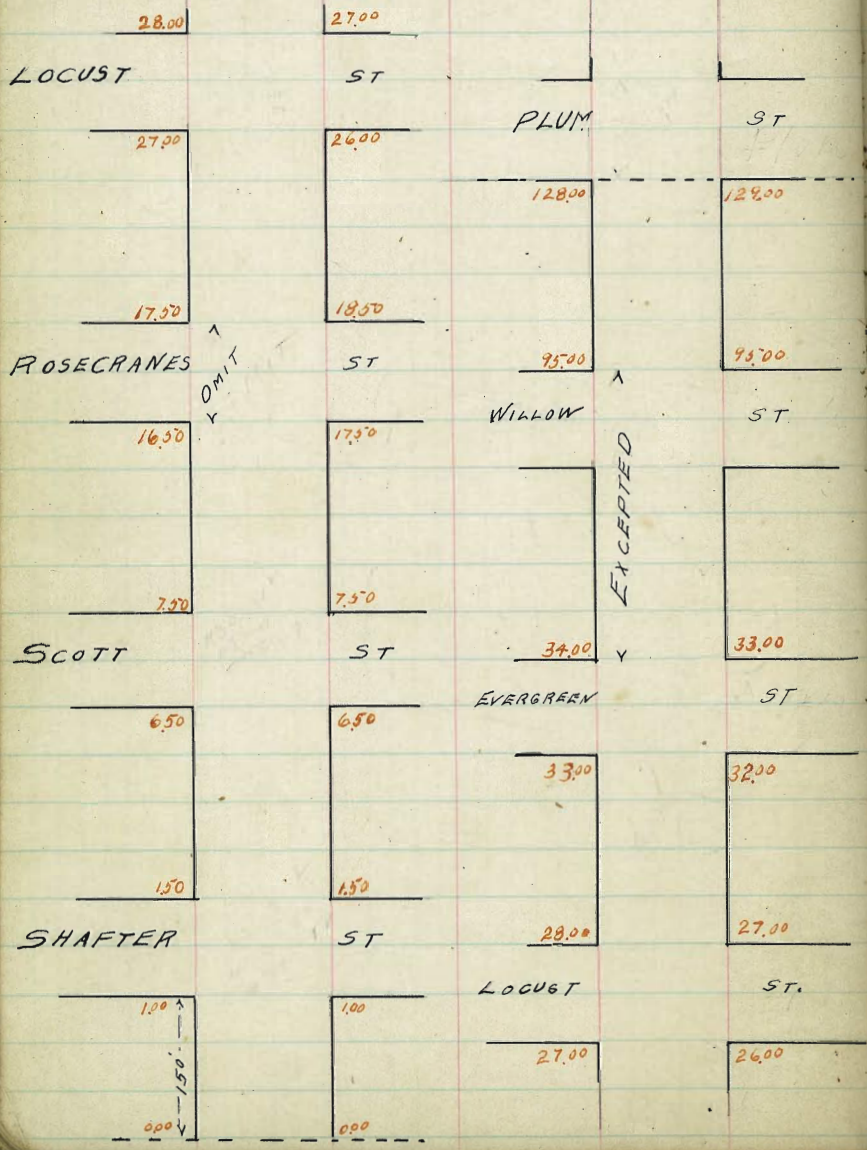 28.00 27.00
LOCUST ST
27.00 26.00
17.50 18.50
ROSECRANES ST
OMIT
16.50 17.50
7.50 7.50
SCOTT ST
6.50 6.50
1.50 1.50
SHAFTER ST
1.00 1.00
150'
0.00 0.00
PLUM ST
128.00 129.00
95.00 95.00
WILLOW ST
EXCEPTED
34.00 33.00
EVERGREEN ST
33.00 32.00
28.00 27.00
LOCUST ST.
27.00 26.00